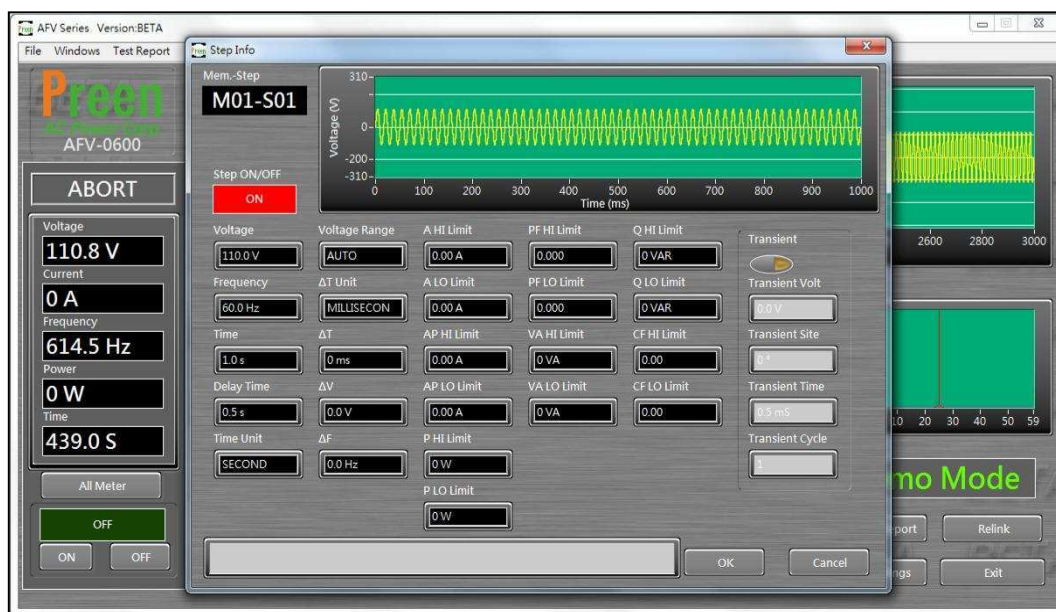 AFV Series Version:BETA
File Windows Test Report
Preen
AC Power Corp.
AFV-0600
ABORT
Voltage
110.8 V
Current
0 A
Frequency
614.5 Hz
Power
0 W
Time
439.0 S
All Meter
OFF
ON OFF
Step Info
Mem.-Step
M01-S01
Step ON/OFF
ON
Voltage (V)
310
0
-200
-310
0 100 200 300 400 500 600 700 800 900 1000
Time (ms)
Voltage Voltage Range A HI Limit PF HI Limit Q HI Limit
110.0 V AUTO 0.00 A 0.000 0 VAR
Frequency ΔT Unit A LO Limit PF LO Limit Q LO Limit
60.0 Hz MILLISECON 0.00 A 0.000 0 VAR
Time ΔT AP HI Limit VA HI Limit CF HI Limit
1.0 s 0 ms 0.00 A 0 VA 0.00
Delay Time ΔV AP LO Limit VA LO Limit CF LO Limit
0.5 s 0.0 V 0.00 A 0 VA 0.00
Time Unit ΔF P HI Limit
SECOND 0.0 Hz 0 W
P LO Limit
0 W
Transient
Transient Volt
0.0 V
Transient Site
0 °
Transient Time
0.5 mS
Transient Cycle
1
OK Cancel
2600 2800 3000
10 20 30 40 50 59
mo Mode
port Relink
ngs Exit